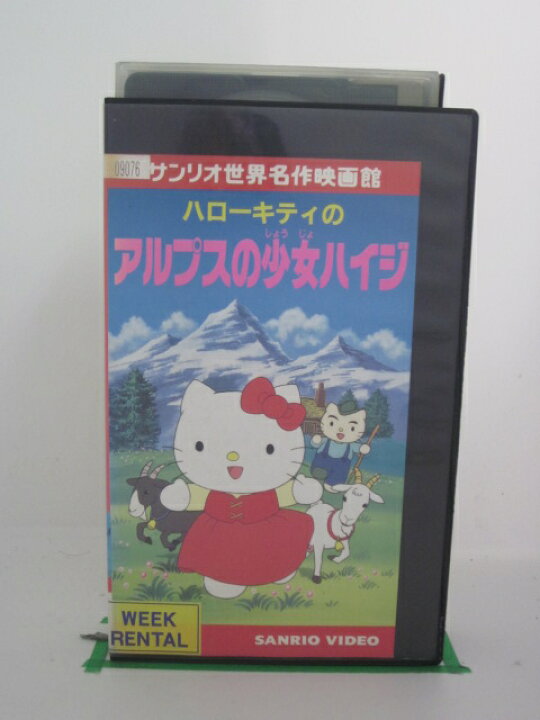 09076
サンリオ世界名作映画館
ハローキティの
しょうじょ
アルプスの少女ハイジ
WEEK
RENTAL
SANRIO VIDEO